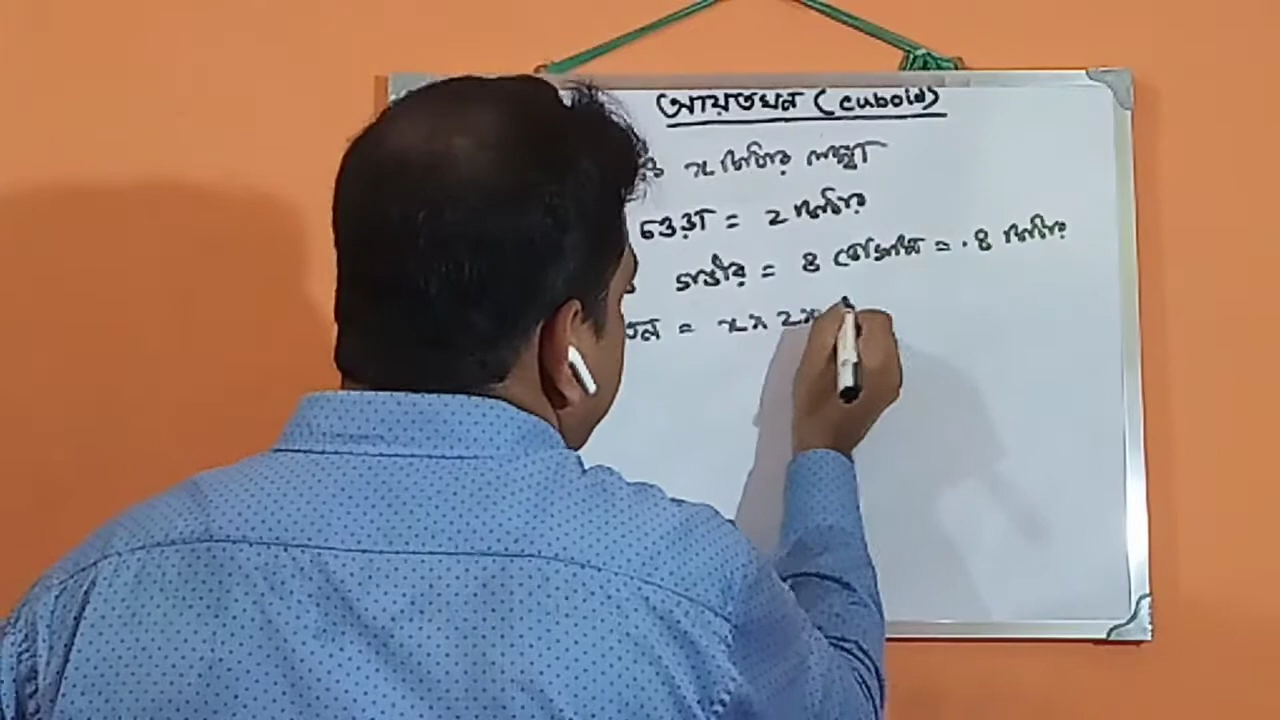 আয়তঘন (cuboid)
x মিটার লম্বা
চওড়া = 2 মিটার
গভীর = 8 ডেসিমি = .8 মিটার
= x × 2 ×